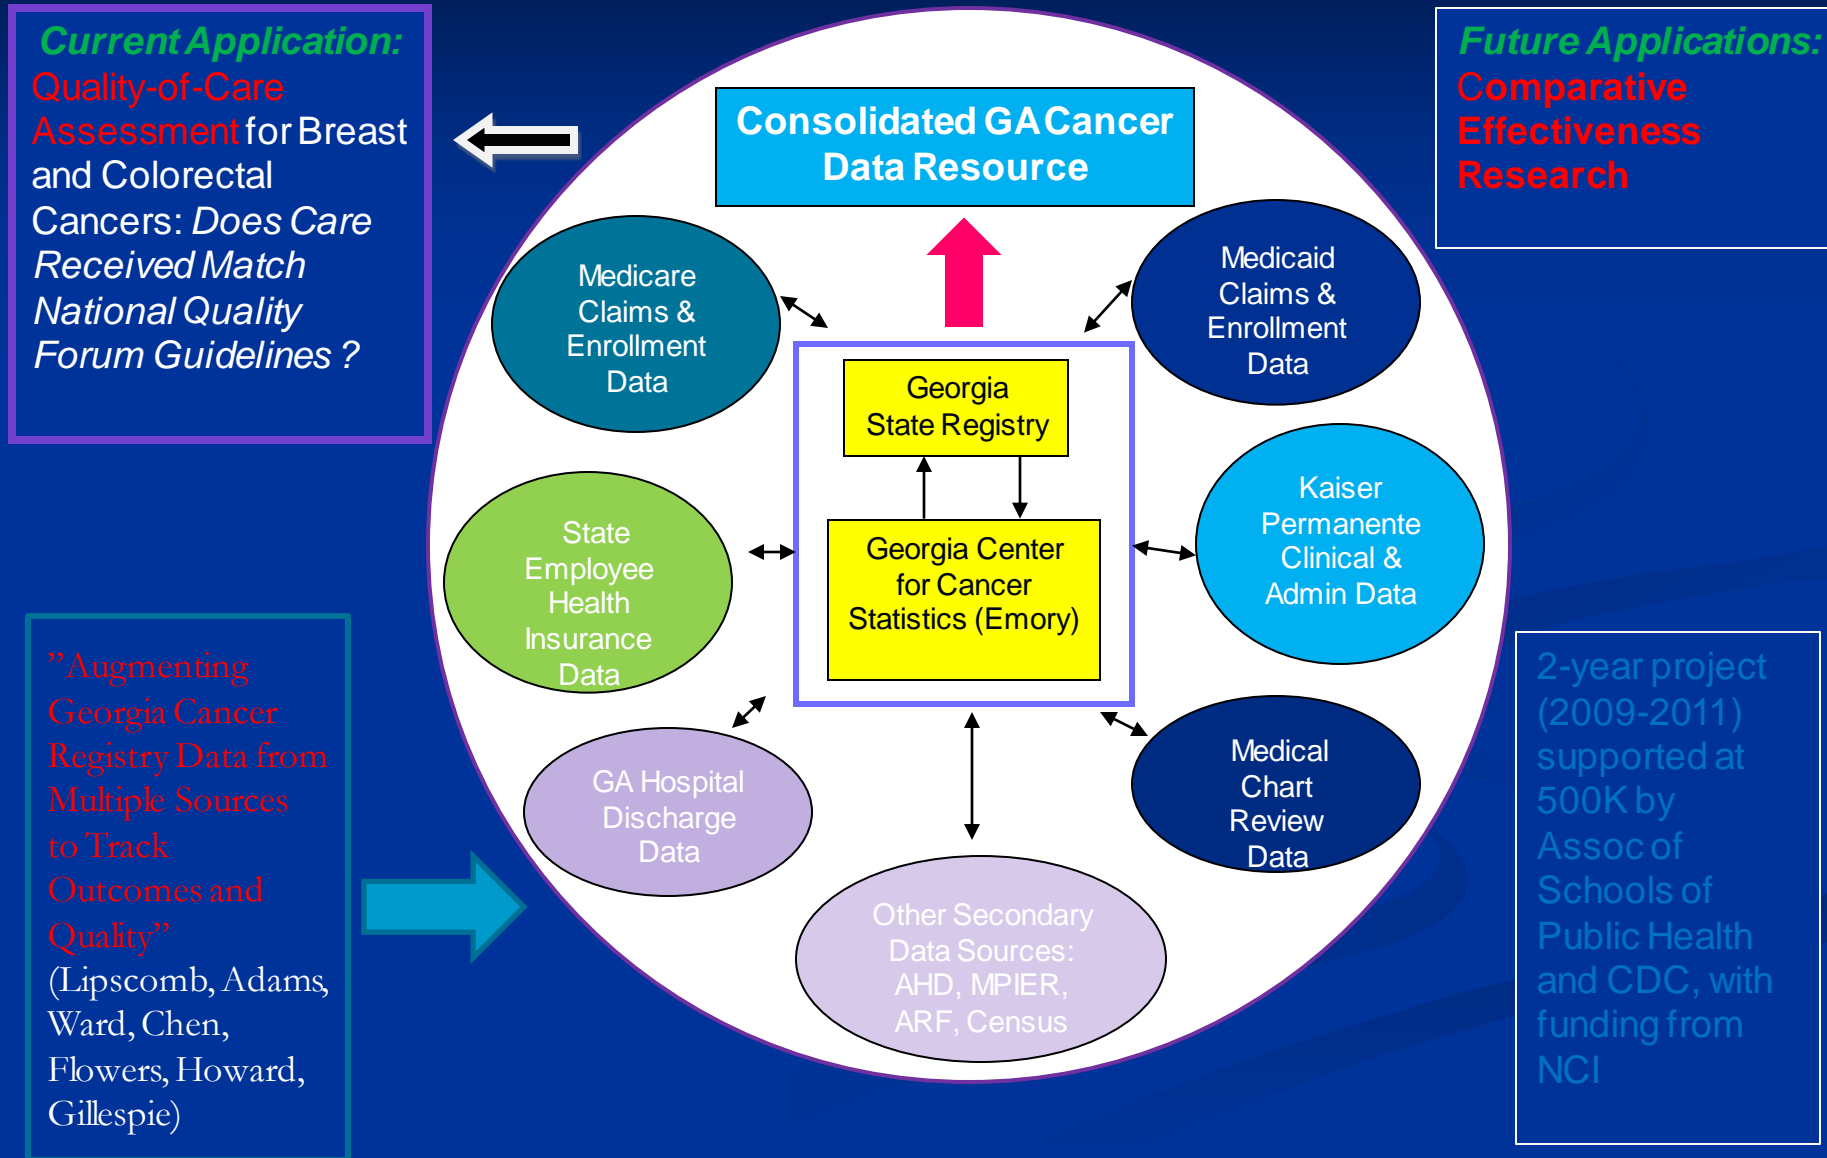 Current Application:
Quality-of-Care
Assessment for Breast
and Colorectal
Cancers: Does Care
Received Match
National Quality
Forum Guidelines ?
Consolidated GA Cancer
Data Resource
Future Applications:
Comparative
Effectiveness
Research
Medicare
Claims &
Enrollment
Data
Medicaid
Claims &
Enrollment
Data
Georgia
State Registry
Georgia Center
for Cancer
Statistics (Emory)
State
Employee
Health
Insurance
Data
Kaiser
Permanente
Clinical &
Admin Data
GA Hospital
Discharge
Data
Medical
Chart
Review
Data
Other Secondary
Data Sources:
AHD, MPIER,
ARF, Census
”Augmenting
Georgia Cancer
Registry Data from
Multiple Sources
to Track
Outcomes and
Quality”
(Lipscomb, Adams,
Ward, Chen,
Flowers, Howard,
Gillespie)
2-year project
(2009-2011)
supported at
500K by
Assoc of
Schools of
Public Health
and CDC, with
funding from
NCI